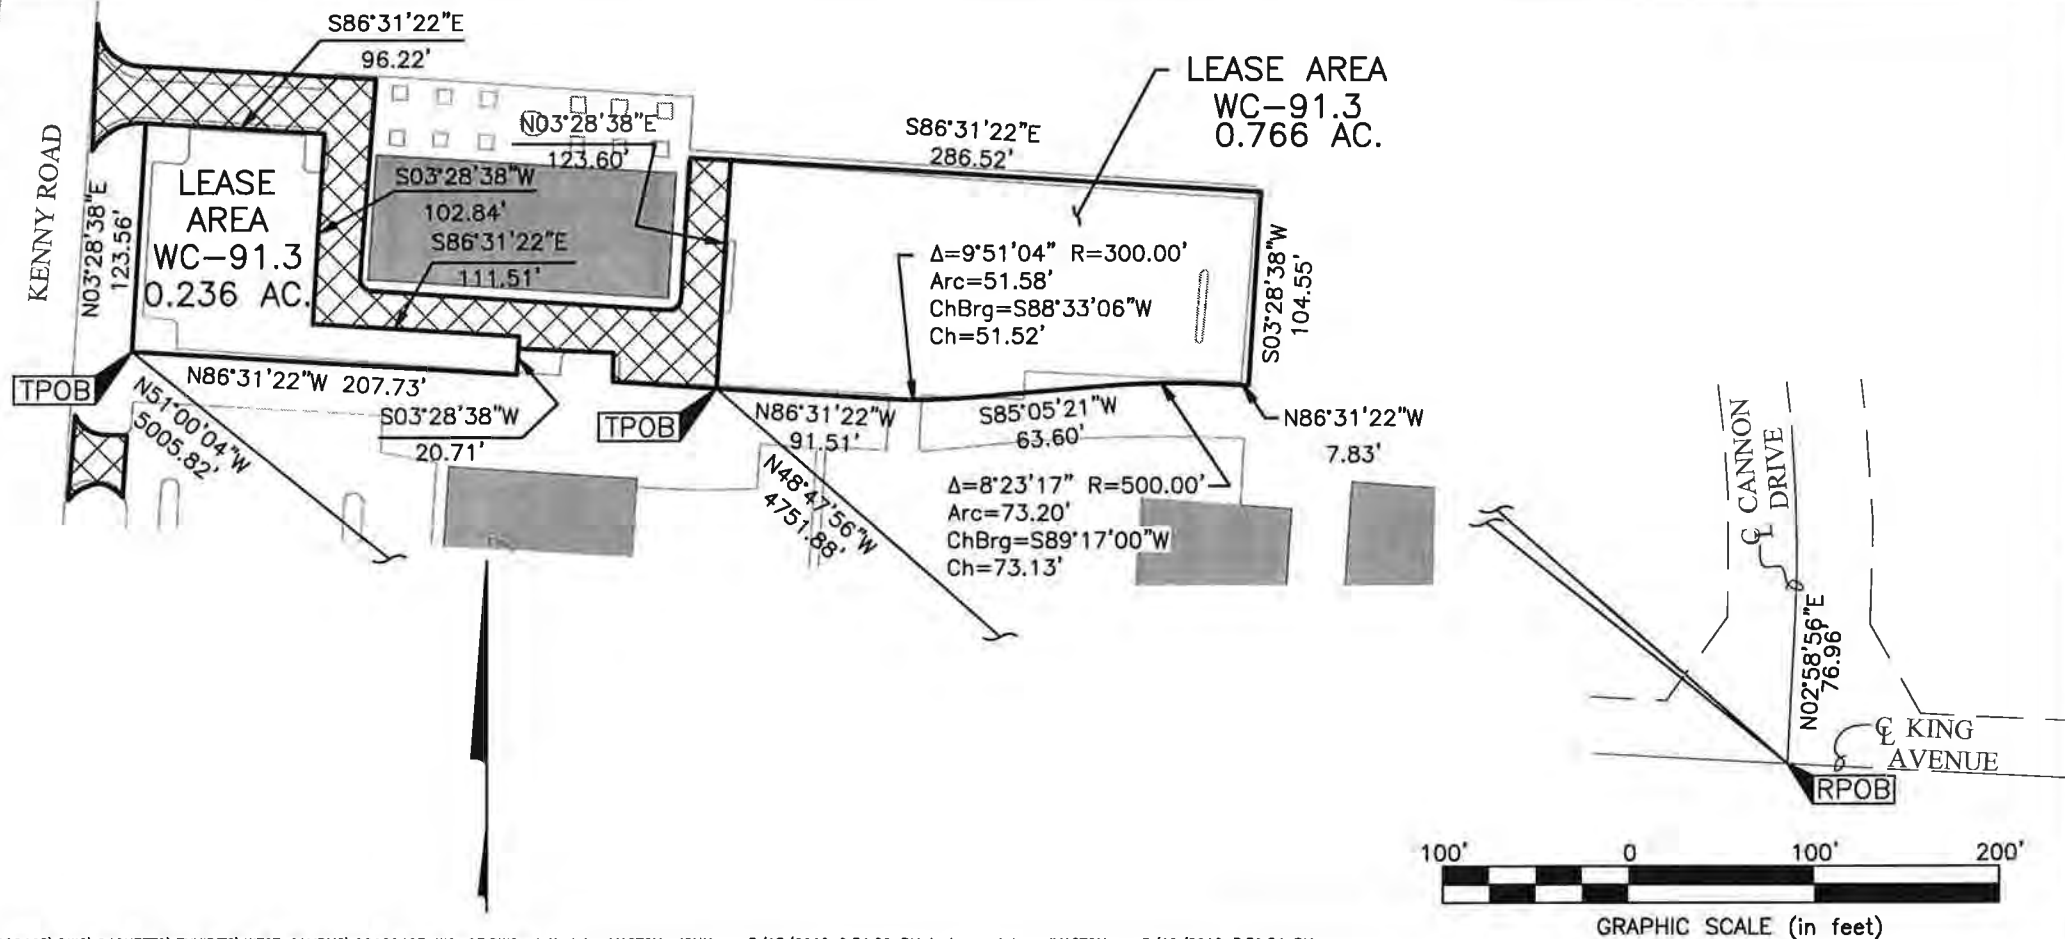 S86°31'22"E
96.22'
KENNY ROAD
N03°28'38"E
123.56'
LEASE
AREA
WC-91.3
0.236 AC.
N03°28'38"E
123.60'
S03°28'38"W
102.84'
S86°31'22"E
111.51'
LEASE AREA
WC-91.3
0.766 AC.
S86°31'22"E
286.52'
Δ=9°51'04" R=300.00'
Arc=51.58'
ChBrg=S88°33'06"W
Ch=51.52'
S03°28'38"W
104.55'
TPOB
N86°31'22"W 207.73'
N51°00'04"W
5005.82'
S03°28'38"W
20.71'
TPOB
N86°31'22"W
91.51'
S85°05'21"W
63.60'
N86°31'22"W
7.83'
N48°47'56"W
4751.88'
Δ=8°23'17" R=500.00'
Arc=73.20'
ChBrg=S89°17'00"W
Ch=73.13'
℄ CANNON
DRIVE
N02°58'56"E
76.96'
℄ KING
AVENUE
RPOB
100' 0 100' 200'
GRAPHIC SCALE (in feet)